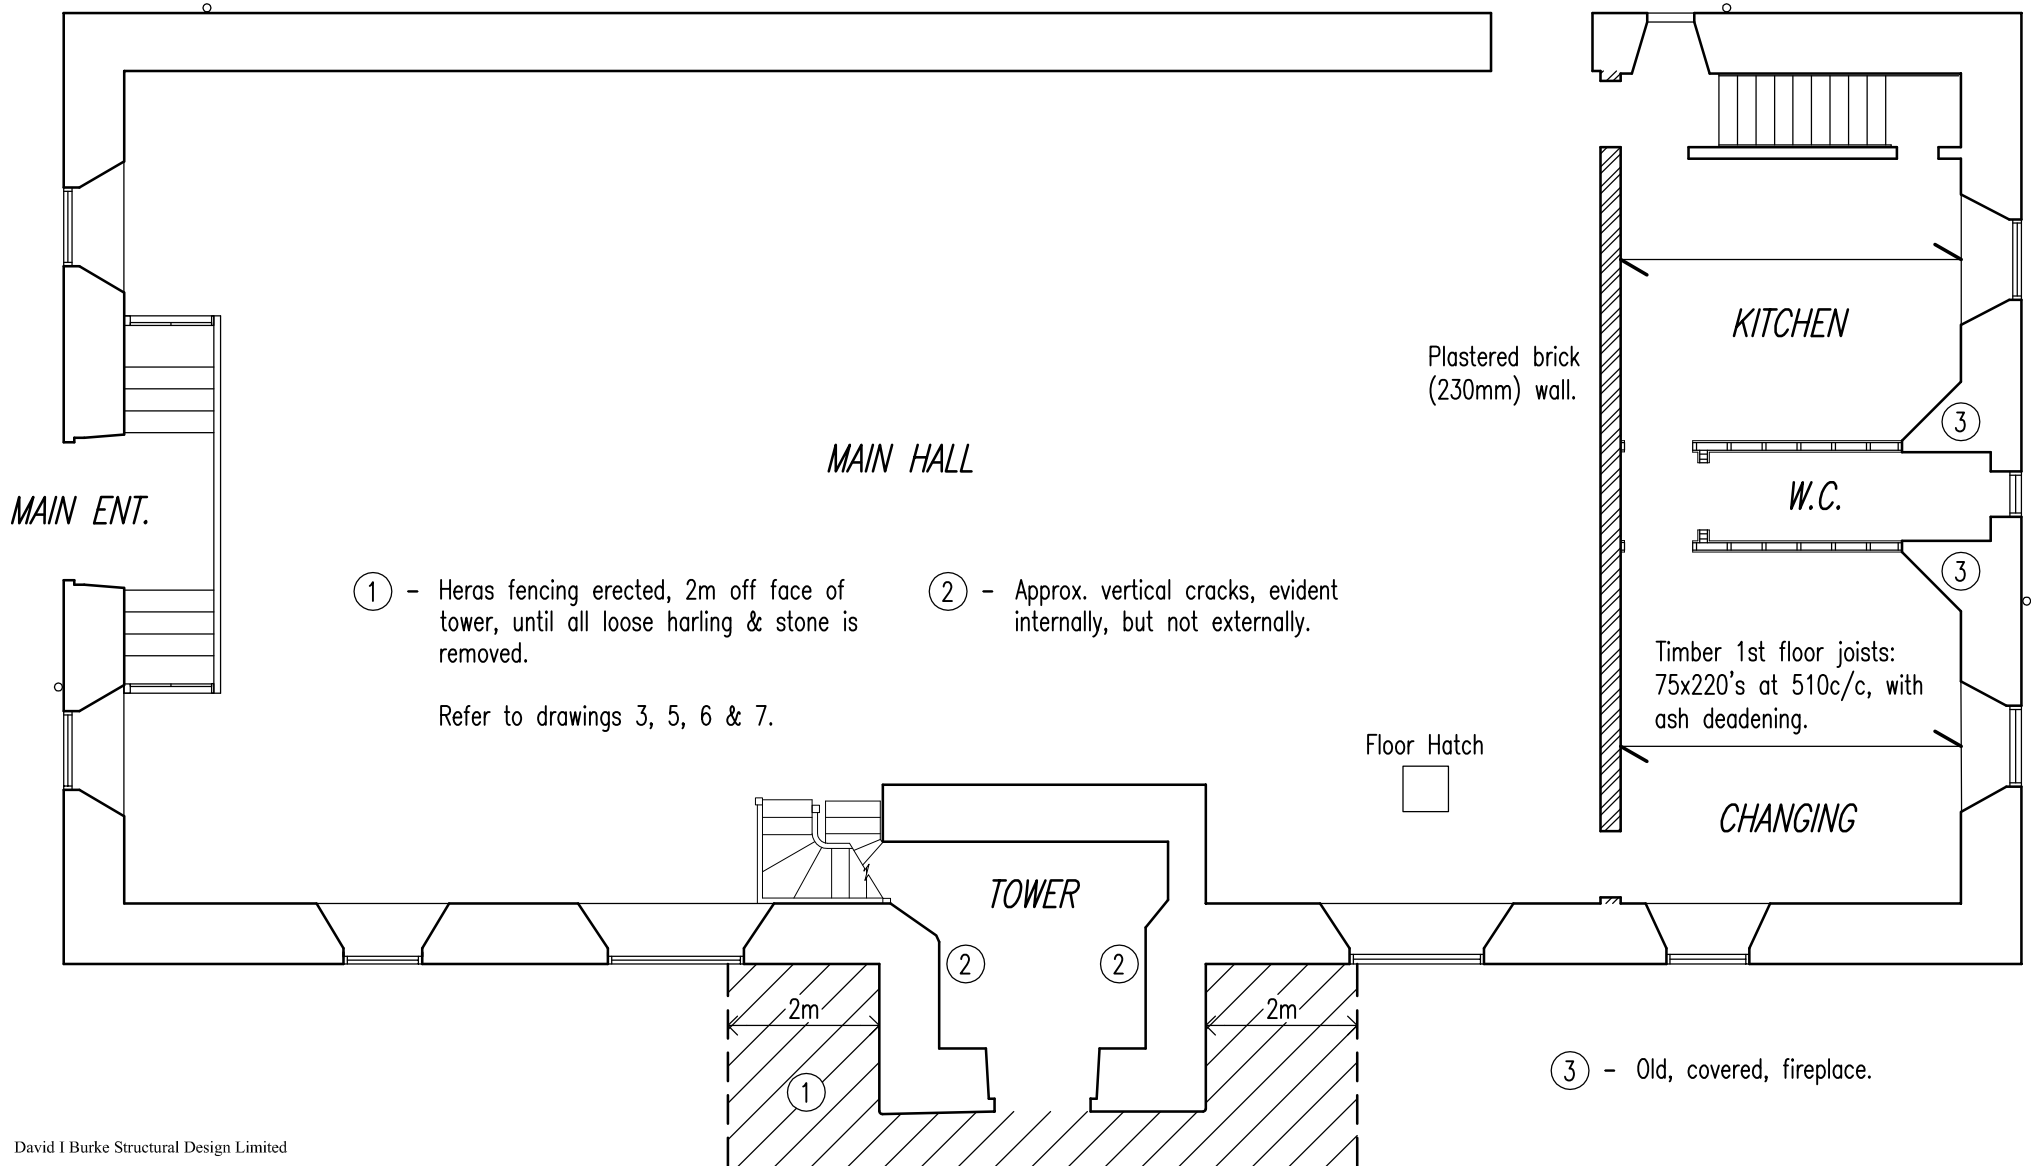 KITCHEN
Plastered brick
(230mm) wall.
3
MAIN HALL
MAIN ENT.
W.C.
1 - Heras fencing erected, 2m off face of
tower, until all loose harling & stone is
removed.
Refer to drawings 3, 5, 6 & 7.
2 - Approx. vertical cracks, evident
internally, but not externally.
3
Timber 1st floor joists:
75x220's at 510c/c, with
ash deadening.
Floor Hatch
CHANGING
TOWER
2
2
2m
2m
1
3 - Old, covered, fireplace.
David I Burke Structural Design Limited